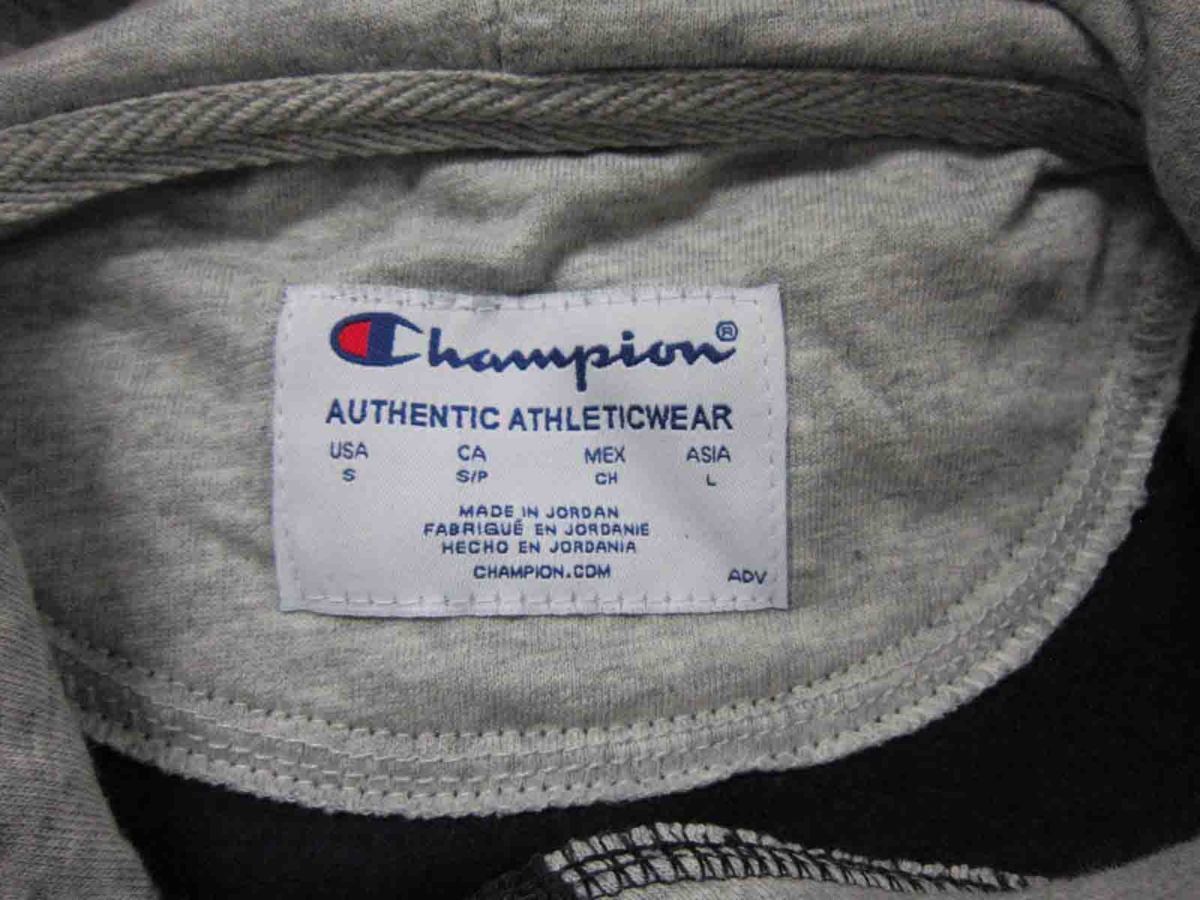 Champion®
AUTHENTIC ATHLETICWEAR
USA CA MEX ASIA
S S/P CH L
MADE IN JORDAN
FABRIQUÉ EN JORDANIE
HECHO EN JORDANIA
CHAMPION.COM ADV